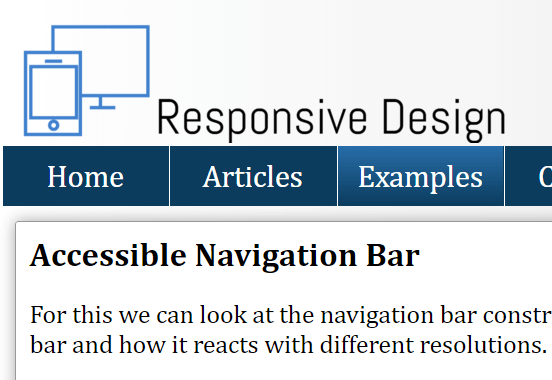 Responsive Design
Home Articles Examples
Accessible Navigation Bar
For this we can look at the navigation bar
bar and how it reacts with different resolutions.